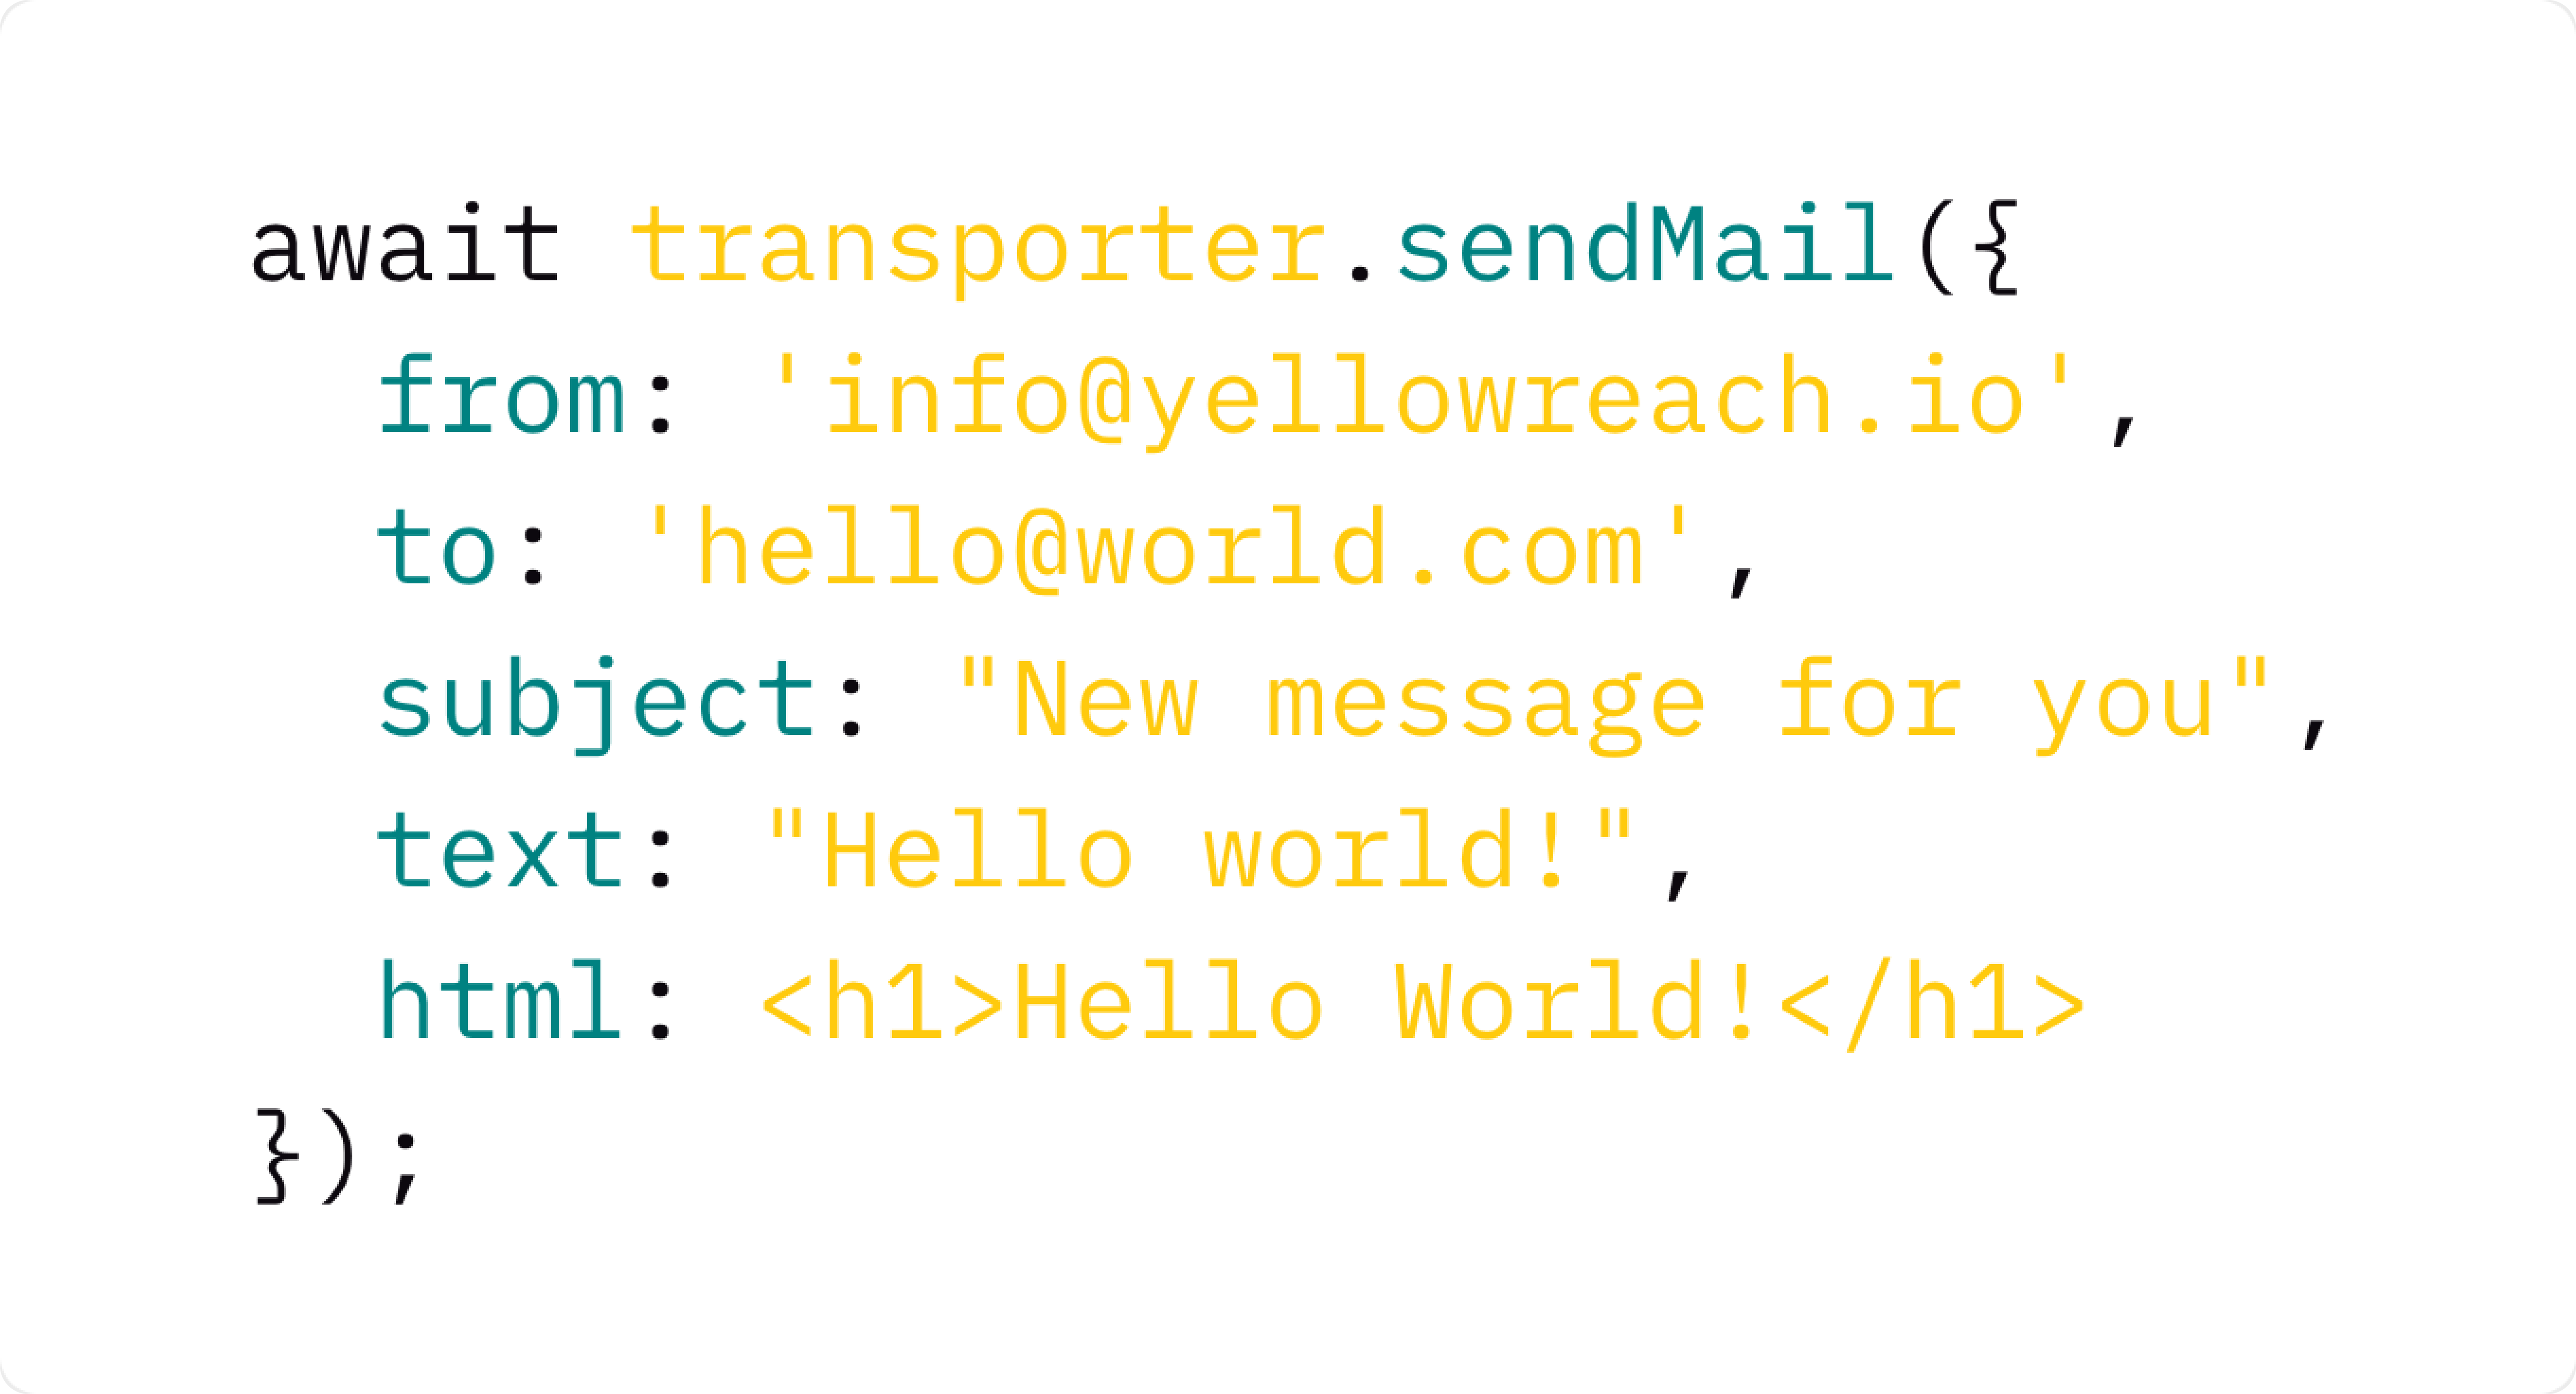 await transporter.sendMail({
  from: 'info@yellowreach.io',
  to: 'hello@world.com',
  subject: "New message for you",
  text: "Hello world!",
  html: <h1>Hello World!</h1>
});